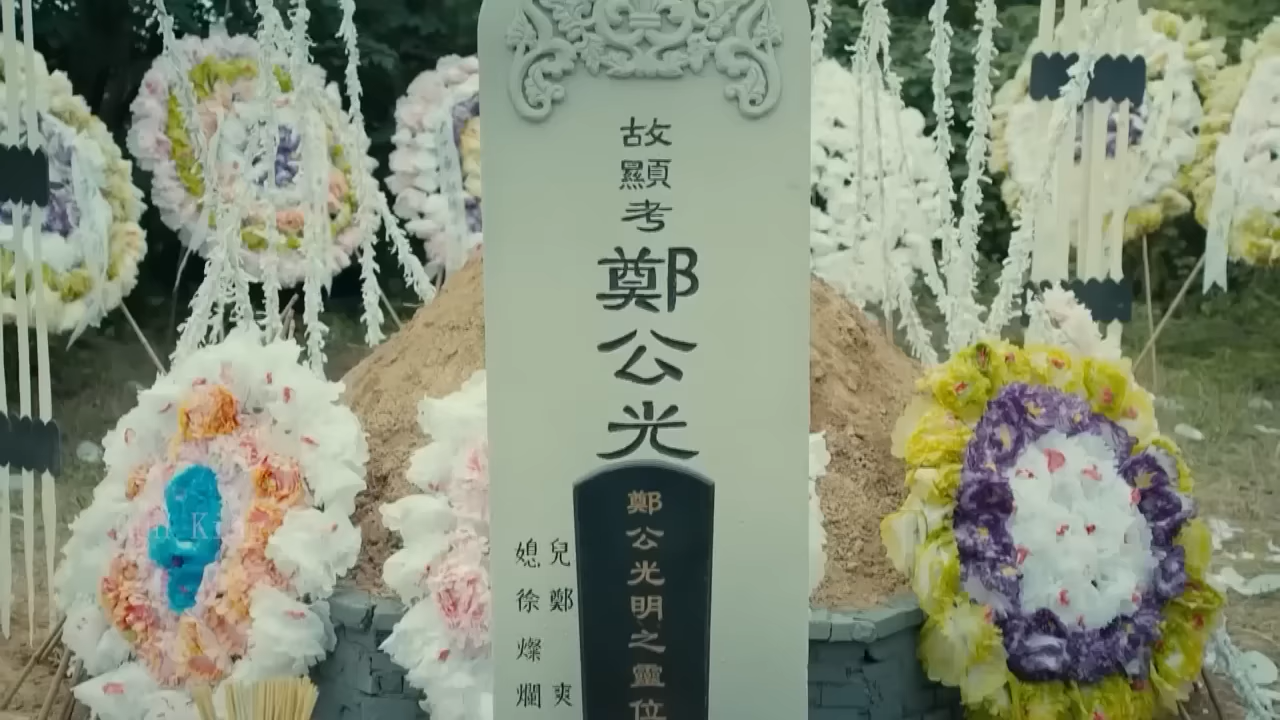 故顯考鄭公光
鄭公光明之靈位
兒鄭爽
媳徐燦爛